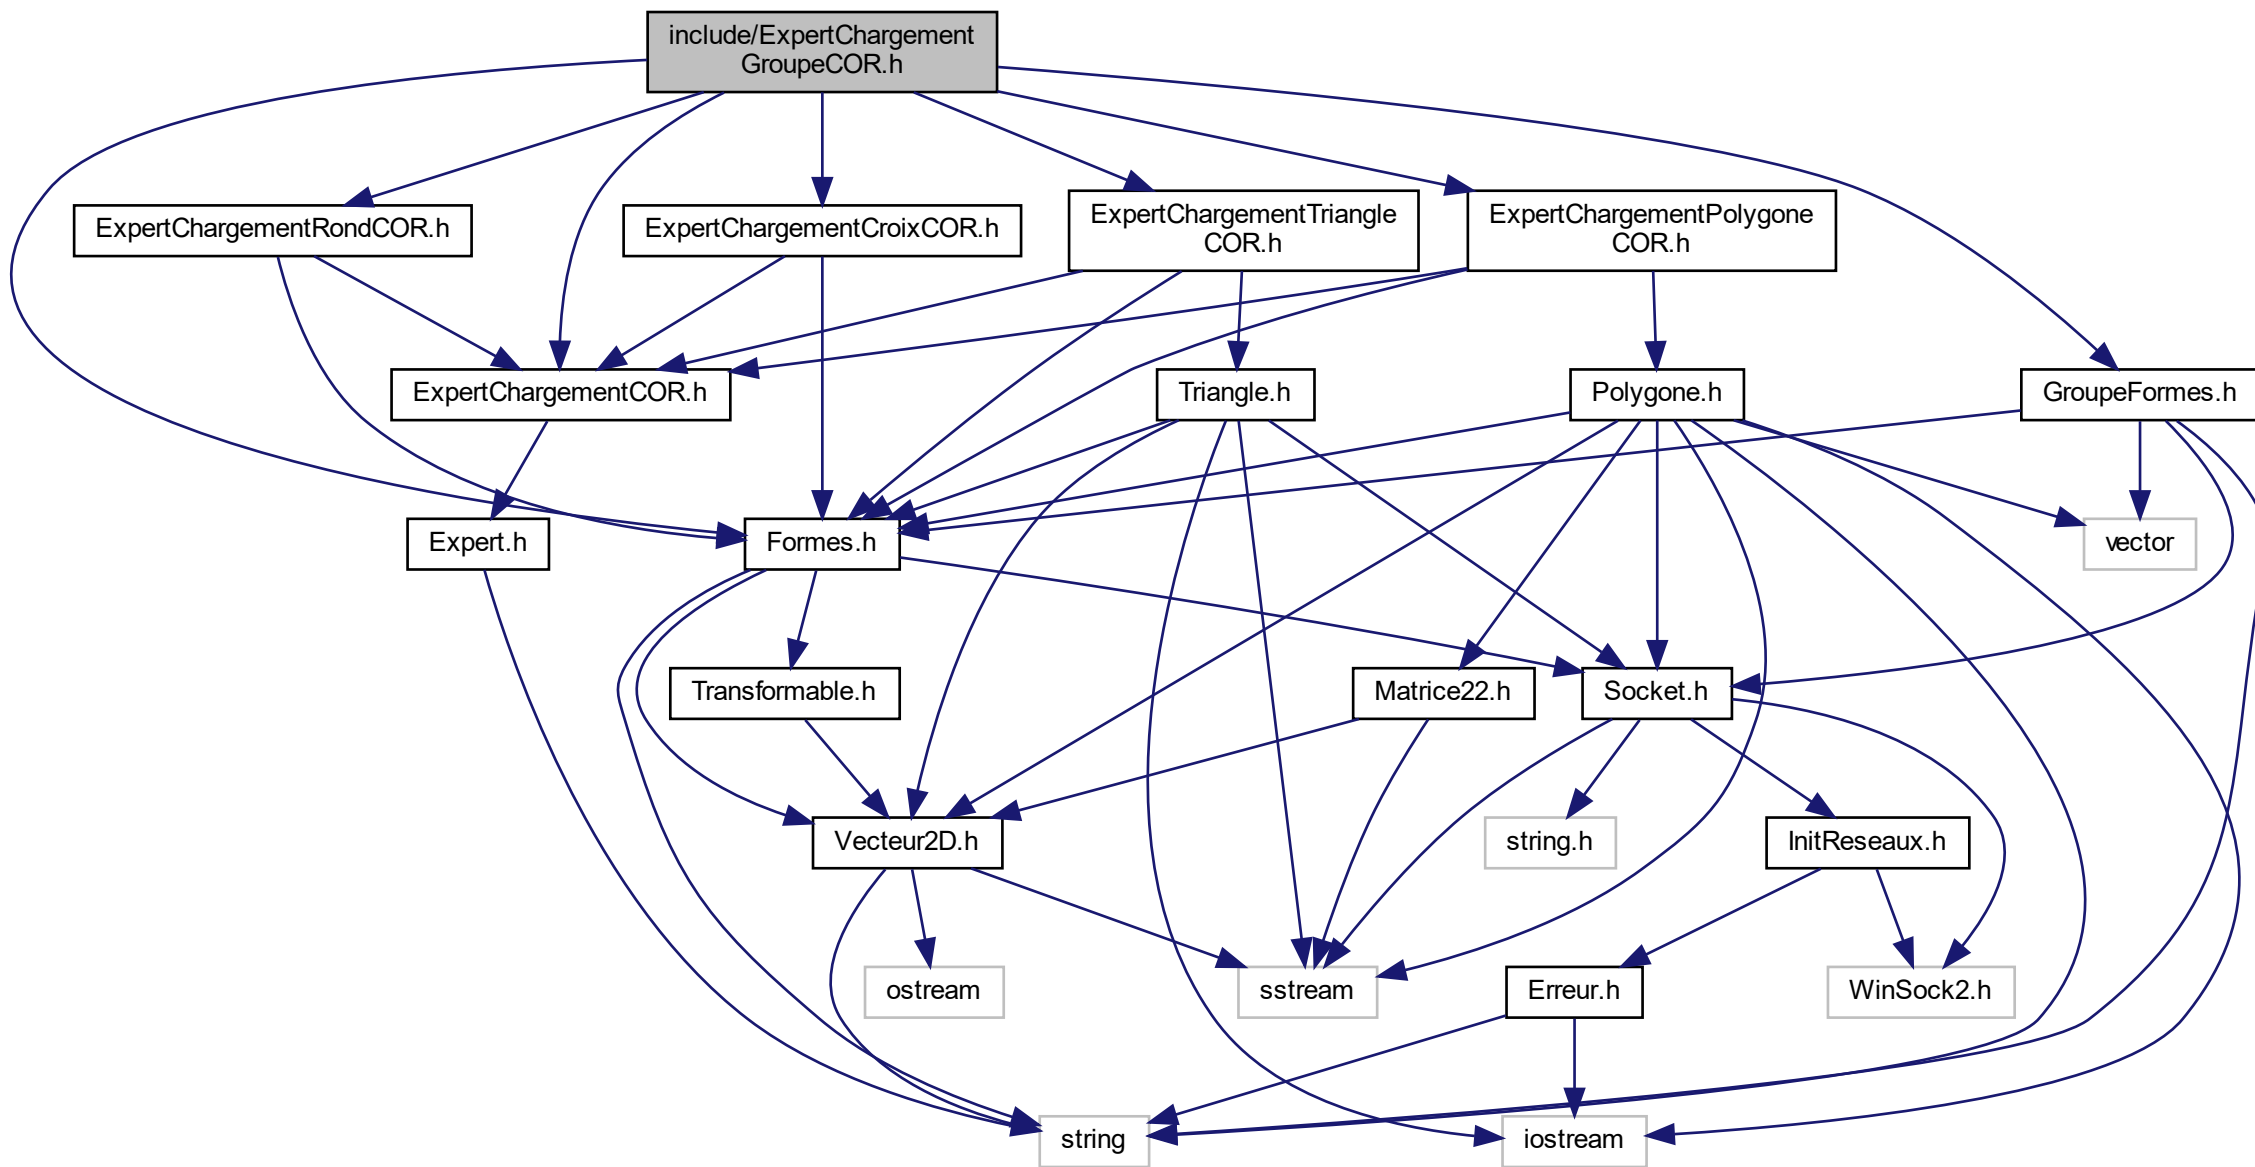 include/ExpertChargement
GroupeCOR.h
ExpertChargementRondCOR.h
ExpertChargementCroixCOR.h
ExpertChargementTriangle
COR.h
ExpertChargementPolygone
COR.h
ExpertChargementCOR.h
Triangle.h
Polygone.h
GroupeFormes.h
Expert.h
Formes.h
vector
Transformable.h
Matrice22.h
Socket.h
Vecteur2D.h
string.h
InitReseaux.h
ostream
sstream
Erreur.h
WinSock2.h
string
iostream